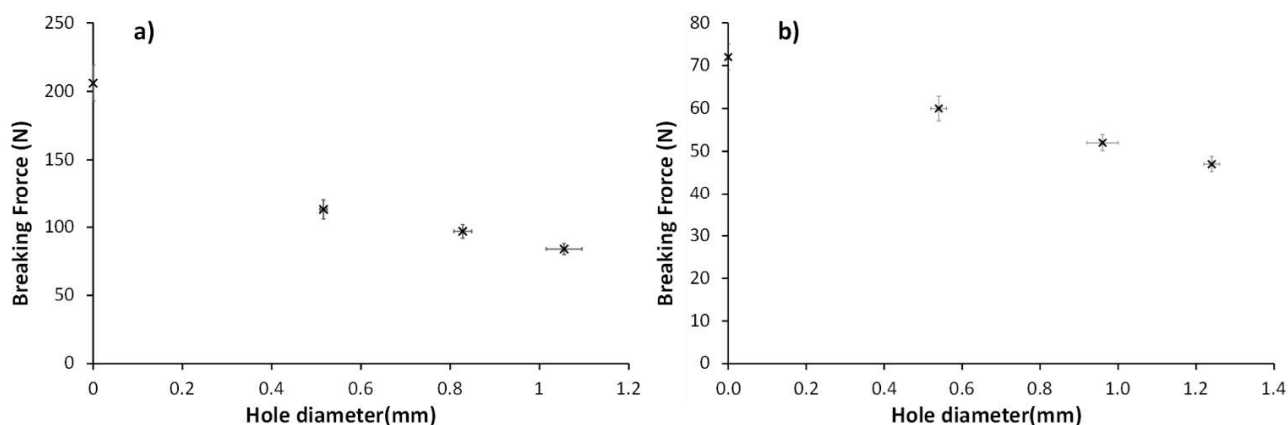 a)
250
200
150
100
50
0
Breaking Frorce (N)
0 0.2 0.4 0.6 0.8 1 1.2
Hole diameter(mm)
b)
80
70
60
50
40
30
20
10
0
Breaking Force (N)
0.0 0.2 0.4 0.6 0.8 1.0 1.2 1.4
Hole diameter(mm)